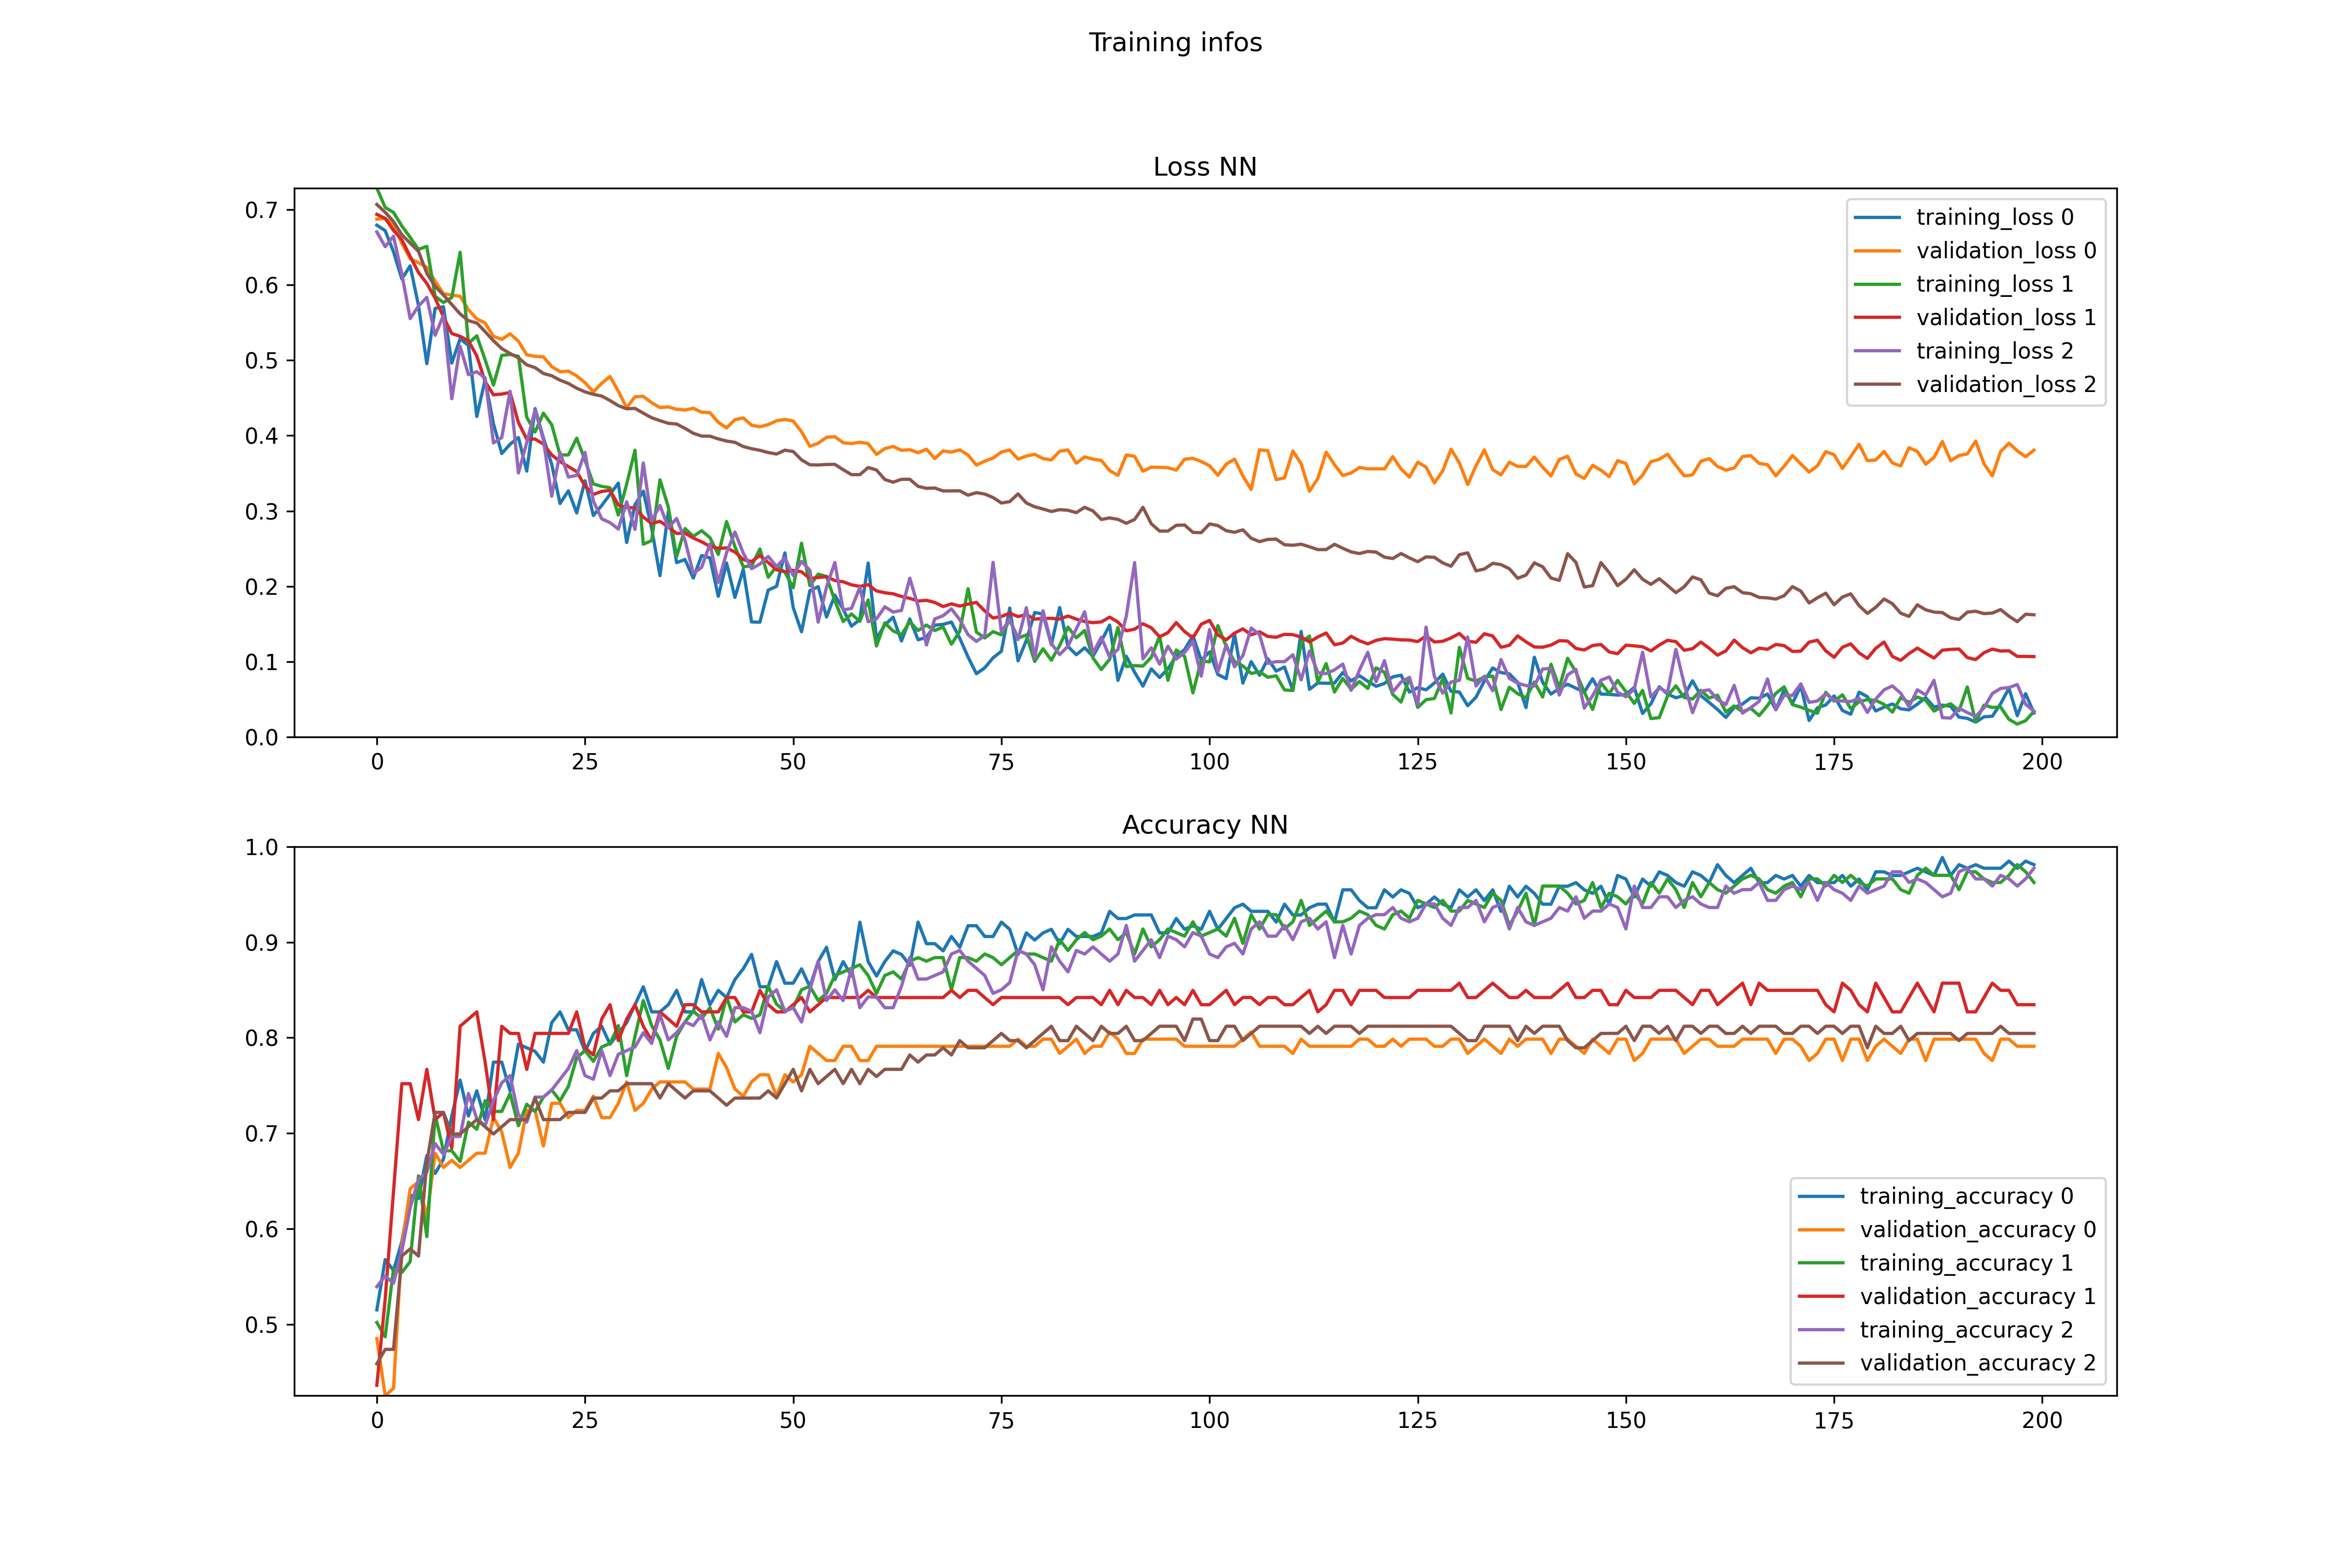 Training infos
Loss NN
0.7
0.6
0.5
0.4
0.3
0.2
0.1
0.0
training_loss 0
validation_loss 0
training_loss 1
validation_loss 1
training_loss 2
validation_loss 2
0 25 50 75 100 125 150 175 200
Accuracy NN
1.0
0.9
0.8
0.7
0.6
0.5
training_accuracy 0
validation_accuracy 0
training_accuracy 1
validation_accuracy 1
training_accuracy 2
validation_accuracy 2
0 25 50 75 100 125 150 175 200